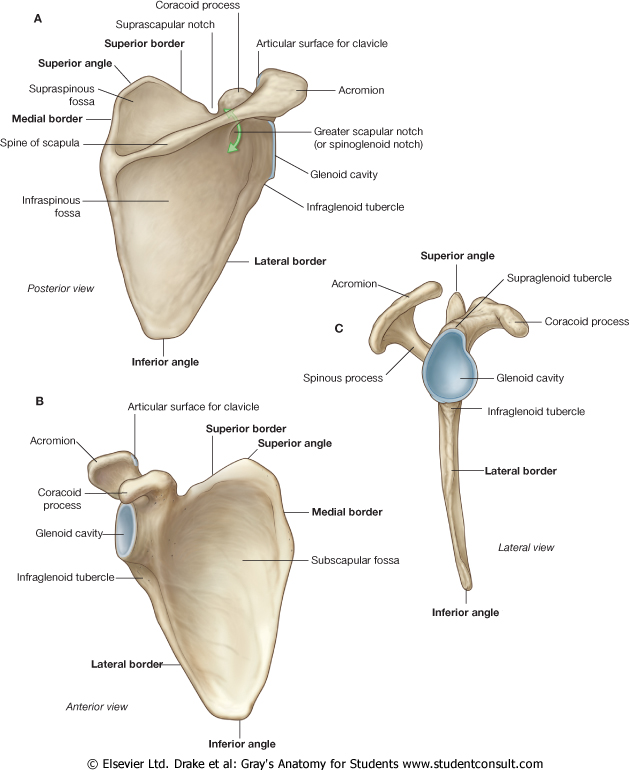 A
Coracoid process
Suprascapular notch
Superior border
Articular surface for clavicle
Superior angle
Supraspinous
fossa
Acromion
Medial border
Greater scapular notch
(or spinoglenoid notch)
Spine of scapula
Glenoid cavity
Infraspinous
fossa
Infraglenoid tubercle
Lateral border
Posterior view
Inferior angle
C
Superior angle
Supraglenoid tubercle
Acromion
Coracoid process
Spinous process
Glenoid cavity
Infraglenoid tubercle
Lateral border
Lateral view
Inferior angle
B
Articular surface for clavicle
Superior border
Superior angle
Acromion
Coracoid
process
Medial border
Glenoid cavity
Subscapular fossa
Infraglenoid tubercle
Lateral border
Anterior view
Inferior angle
© Elsevier Ltd. Drake et al: Gray's Anatomy for Students www.studentconsult.com